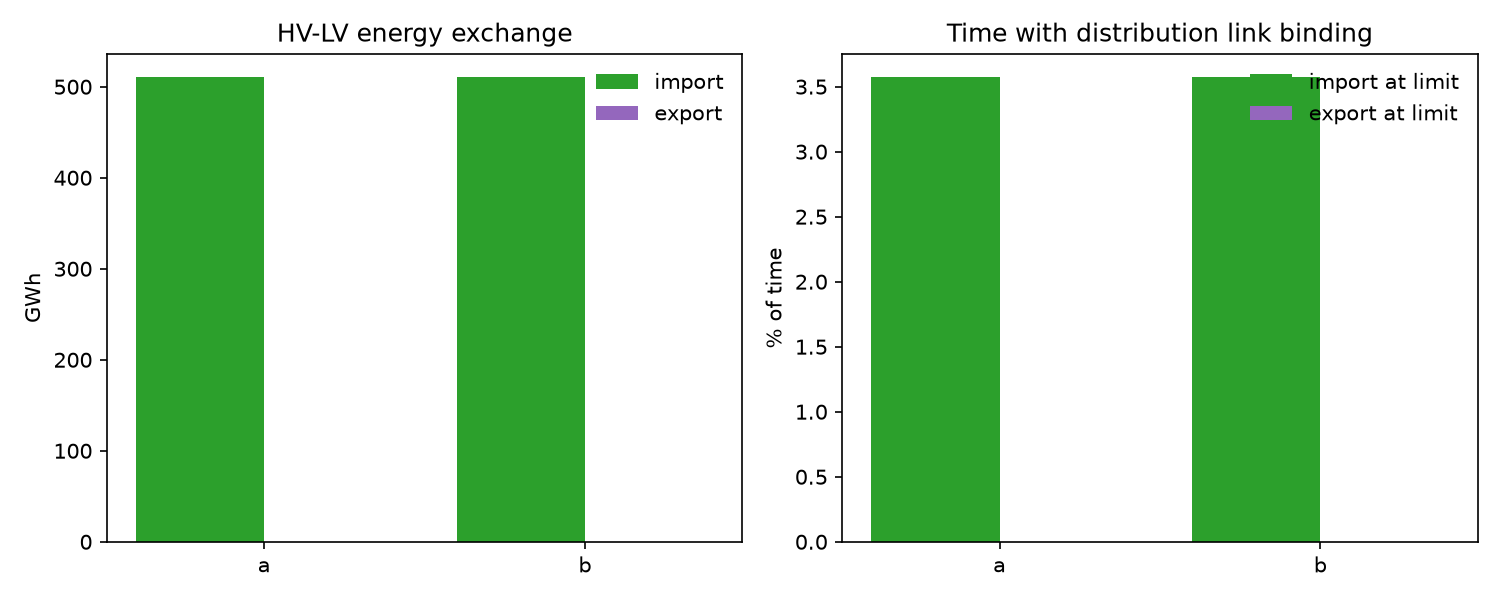 HV-LV energy exchange
GWh
500
400
300
200
100
0
a
b
import
export
Time with distribution link binding
% of time
3.5
3.0
2.5
2.0
1.5
1.0
0.5
0.0
a
b
import at limit
export at limit